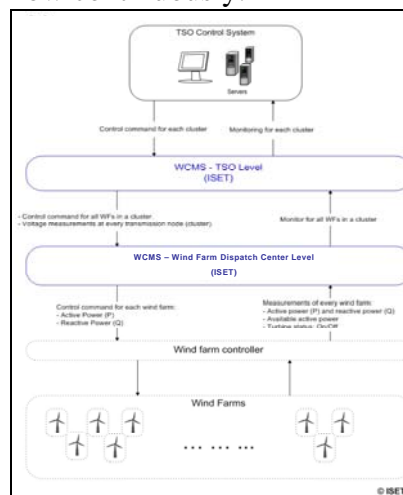 TSO Control System
Servers
Control command for each cluster
Monitoring for each cluster
WCMS - TSO Level
(ISET)
- Control command for all WFs in a cluster
- Voltage measurements at every transmission node (cluster)
Monitor for all WFs in a cluster
WCMS – Wind Farm Dispatch Center Level
(ISET)
Control command for each wind farm:
- Active Power (P)
- Reactive Power (Q)
Measurements of every wind farm:
- Active power (P) and reactive power (Q)
- Available active power
- Turbine status: On/Off
Wind farm controller
Wind Farms
... ... ...
© ISET